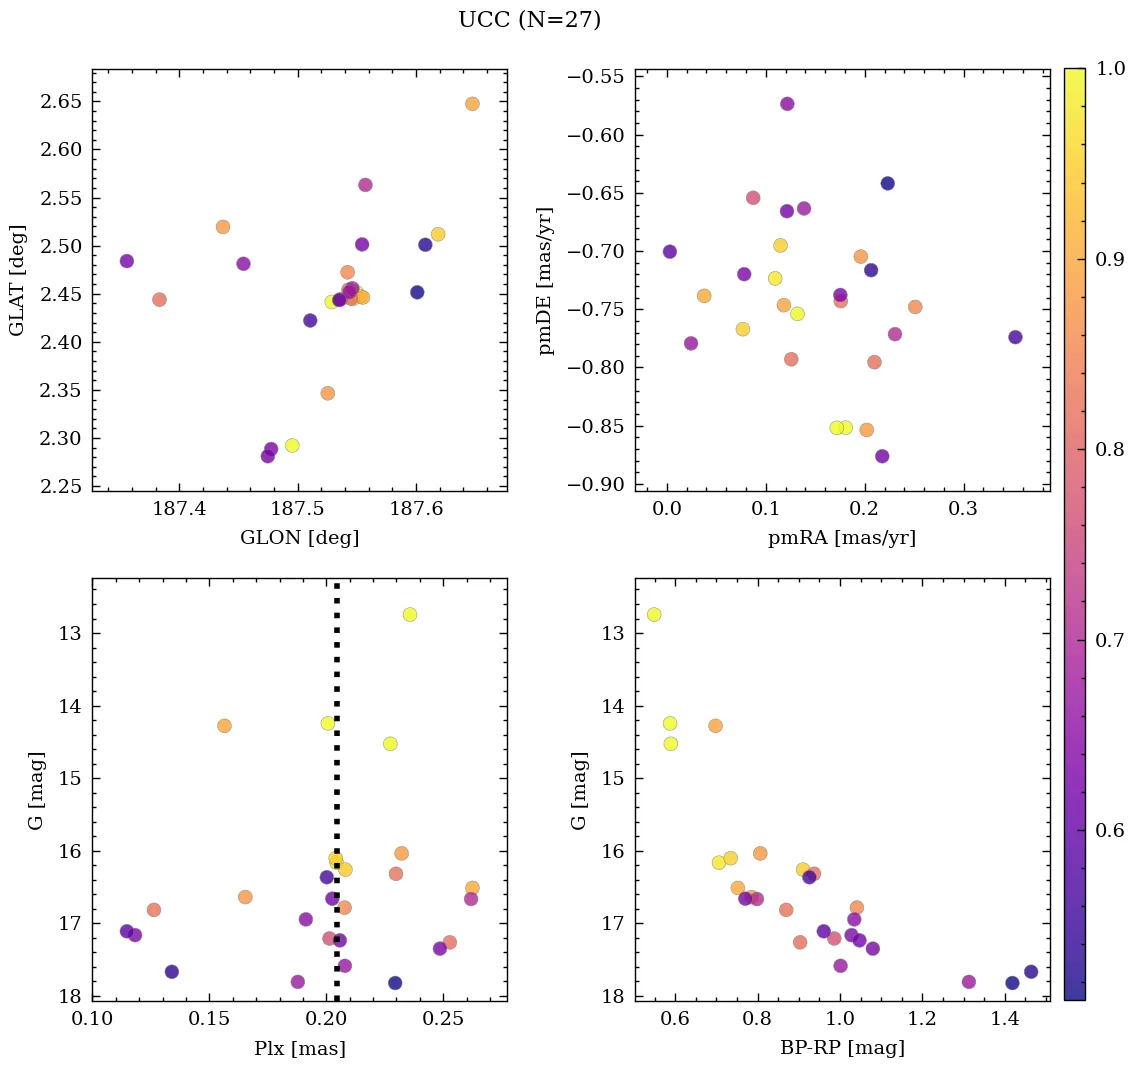 UCC (N=27)
2.65
2.60
2.55
2.50
2.45
2.40
2.35
2.30
2.25
GLAT [deg]
187.4 187.5 187.6
GLON [deg]
−0.55
−0.60
−0.65
−0.70
−0.75
−0.80
−0.85
−0.90
pmDE [mas/yr]
0.0 0.1 0.2 0.3
pmRA [mas/yr]
13
14
15
16
17
18
G [mag]
0.10 0.15 0.20 0.25
Plx [mas]
13
14
15
16
17
18
G [mag]
0.6 0.8 1.0 1.2 1.4
BP-RP [mag]
1.0
0.9
0.8
0.7
0.6